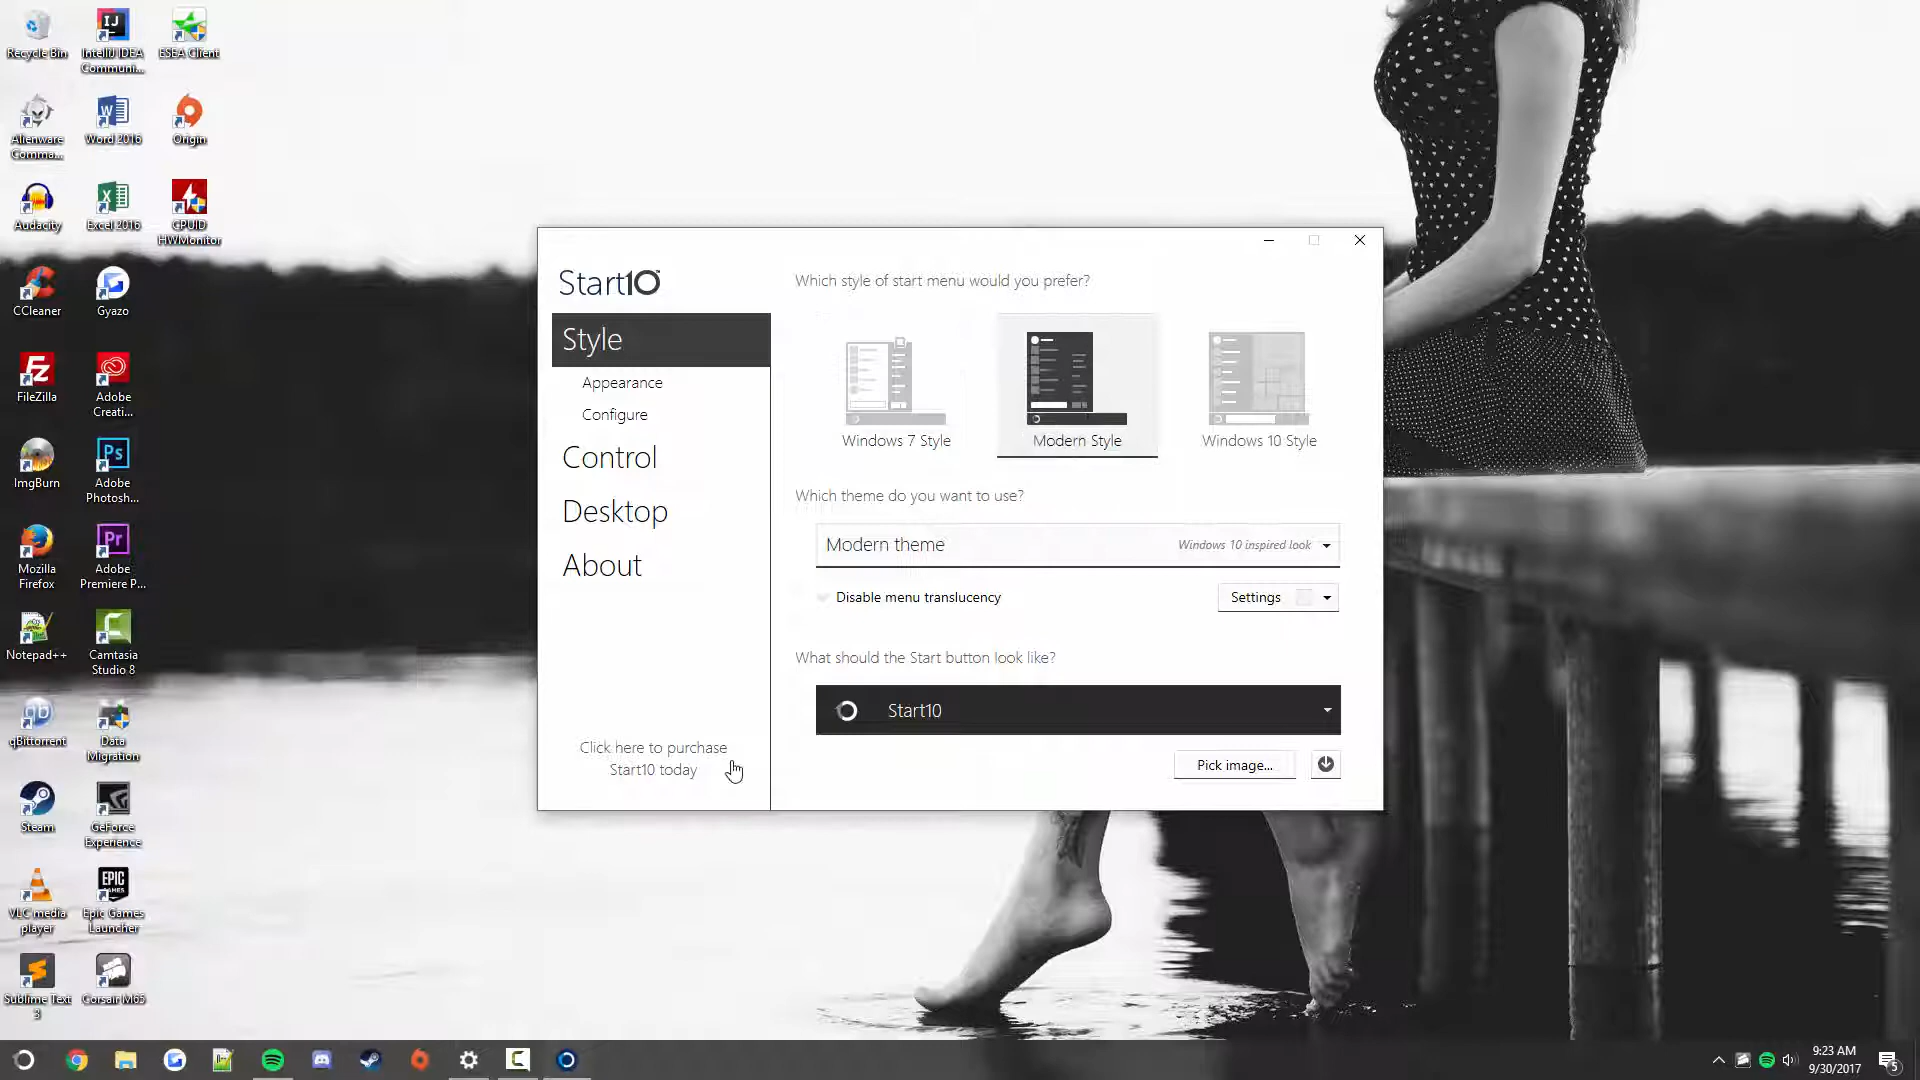 Recycle Bin
IntelliJ IDEA
Communi...
ESEA Client
Alienware
Comma...
Word 2016
Origin
Audacity
Excel 2016
CPUID
HWMonitor
CCleaner
Gyazo
FileZilla
Adobe
Creati...
ImgBurn
Adobe
Photosh...
Mozilla
Firefox
Adobe
Premiere P...
Notepad++
Camtasia
Studio 8
qBittorrent
Data
Migration
Steam
GeForce
Experience
VLC media
player
Epic Games
Launcher
Sublime Text
3
Corsair M65
Start10
Style
Appearance
Configure
Control
Desktop
About
Click here to purchase
Start10 today
Which style of start menu would you prefer?
Windows 7 Style
Modern Style
Windows 10 Style
Which theme do you want to use?
Modern theme
Windows 10 inspired look
Disable menu translucency
Settings
What should the Start button look like?
Start10
Pick image...
9:23 AM
9/30/2017
5